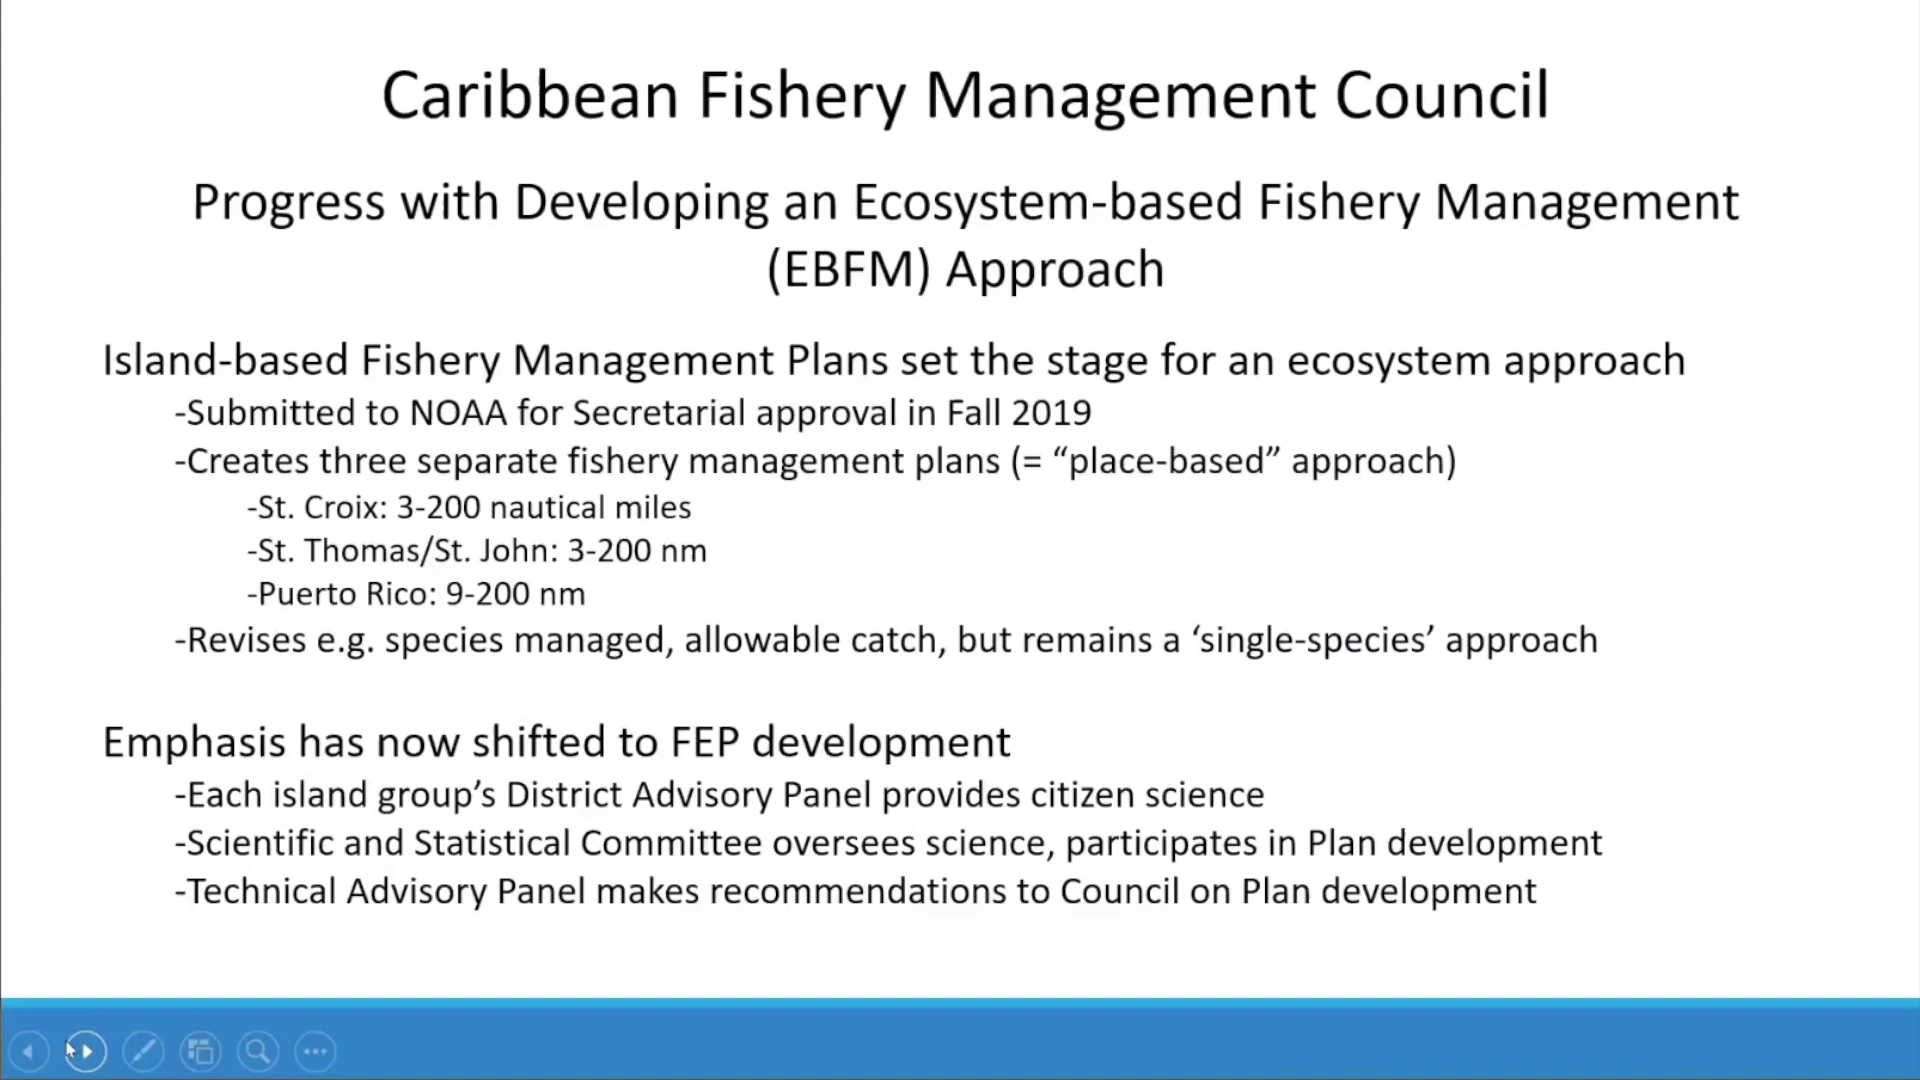 Caribbean Fishery Management Council
Progress with Developing an Ecosystem-based Fishery Management
(EBFM) Approach
Island-based Fishery Management Plans set the stage for an ecosystem approach
-Submitted to NOAA for Secretarial approval in Fall 2019
-Creates three separate fishery management plans (= “place-based” approach)
-St. Croix: 3-200 nautical miles
-St. Thomas/St. John: 3-200 nm
-Puerto Rico: 9-200 nm
-Revises e.g. species managed, allowable catch, but remains a ‘single-species’ approach
Emphasis has now shifted to FEP development
-Each island group’s District Advisory Panel provides citizen science
-Scientific and Statistical Committee oversees science, participates in Plan development
-Technical Advisory Panel makes recommendations to Council on Plan development